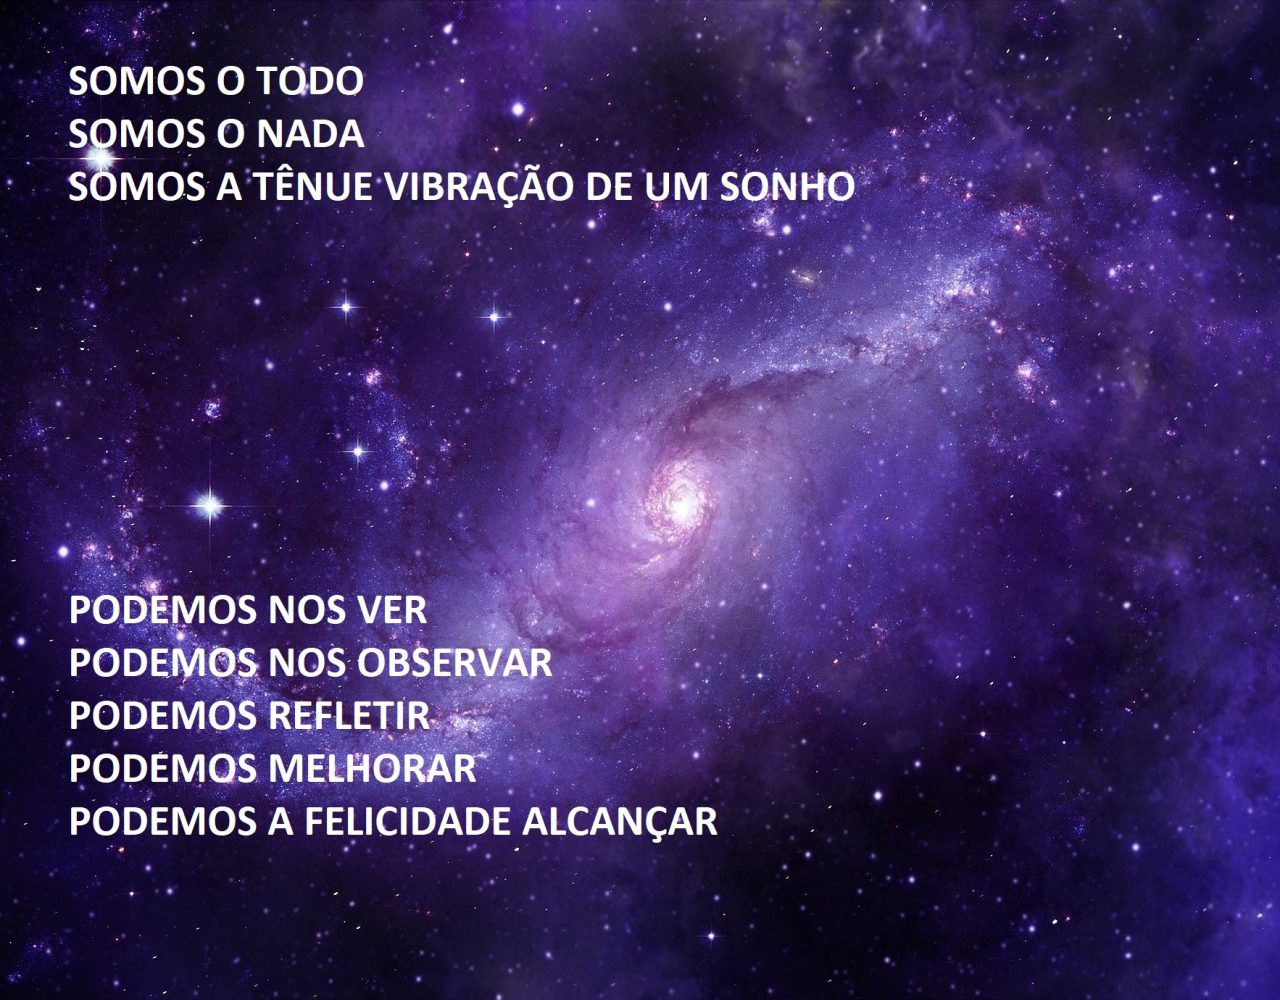 SOMOS O TODO
SOMOS O NADA
SOMOS A TÊNUE VIBRAÇÃO DE UM SONHO
PODEMOS NOS VER
PODEMOS NOS OBSERVAR
PODEMOS REFLETIR
PODEMOS MELHORAR
PODEMOS A FELICIDADE ALCANÇAR